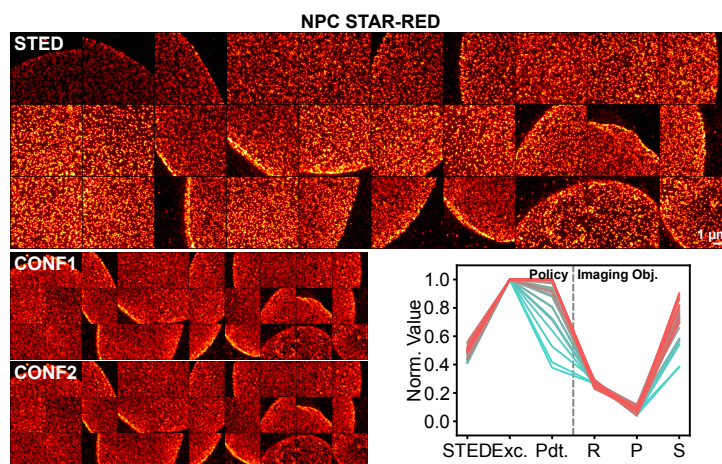 NPC STAR-RED
STED
1 µm
CONF1
CONF2
Policy Imaging Obj.
Norm. Value
1.0
0.8
0.6
0.4
0.2
0.0
STED Exc. Pdt. R P S